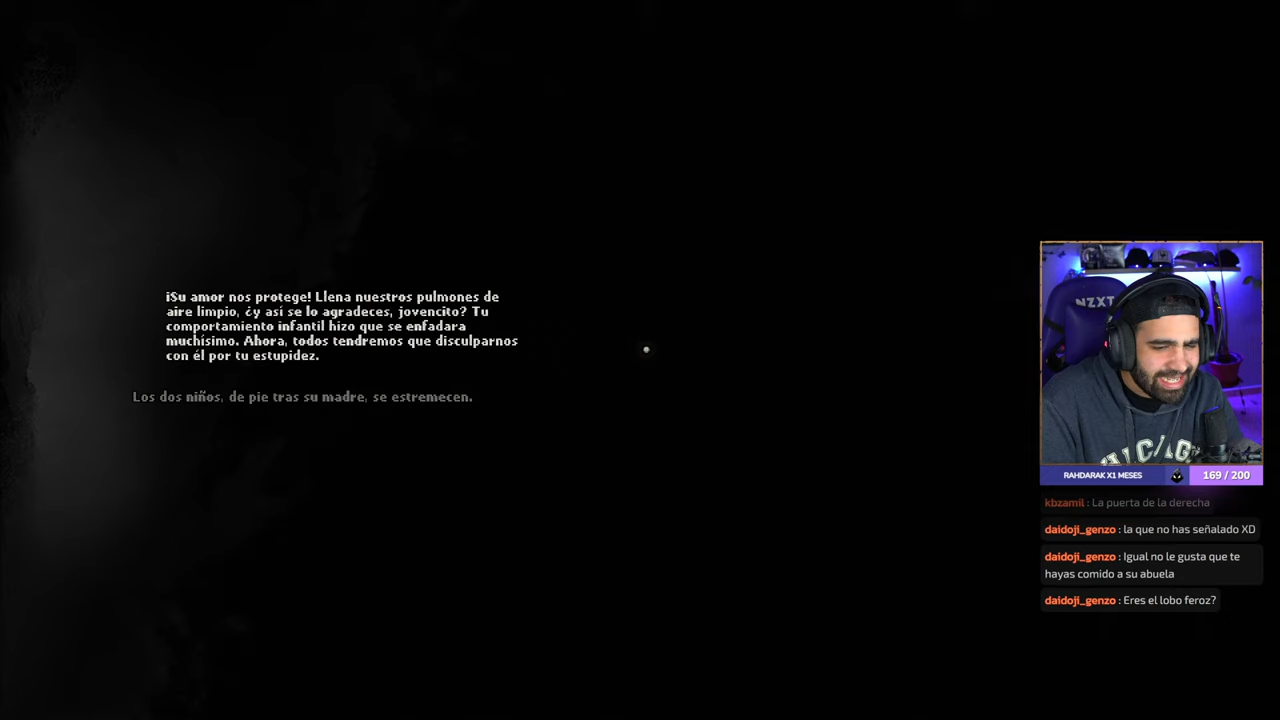 ¡Su amor nos protege! Llena nuestros pulmones de
aire limpio, ¿y así se lo agradeces, jovencito? Tu
comportamiento infantil hizo que se enfadara
muchísimo. Ahora, todos tendremos que disculparnos
con él por tu estupidez.
Los dos niños, de pie tras su madre, se estremecen.
NZXT
RAHDARAK X1 MESES
169 / 200
kbzamil : La puerta de la derecha
daidoji_genzo : la que no has señalado XD
daidoji_genzo : Igual no le gusta que te
hayas comido a su abuela
daidoji_genzo : Eres el lobo feroz?